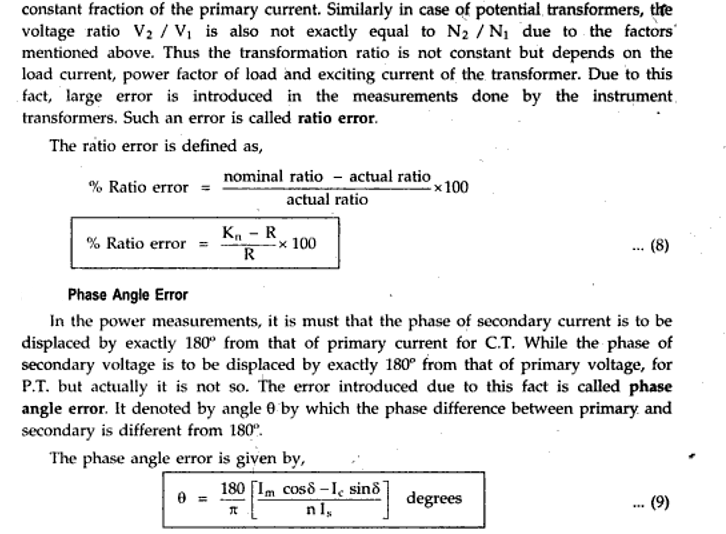 constant fraction of the primary current. Similarly in case of potential transformers, the
voltage ratio V₂ / V₁ is also not exactly equal to N₂ / N₁ due to the factors
mentioned above. Thus the transformation ratio is not constant but depends on the
load current, power factor of load and exciting current of the transformer. Due to this
fact, large error is introduced in the measurements done by the instrument
transformers. Such an error is called ratio error.
The ratio error is defined as,
% Ratio error = (nominal ratio − actual ratio) / actual ratio × 100
% Ratio error = (Kₙ − R) / R × 100 ... (8)
Phase Angle Error
In the power measurements, it is must that the phase of secondary current is to be
displaced by exactly 180° from that of primary current for C.T. While the phase of
secondary voltage is to be displaced by exactly 180° from that of primary voltage, for
P.T. but actually it is not so. The error introduced due to this fact is called phase
angle error. It denoted by angle θ by which the phase difference between primary and
secondary is different from 180°.
The phase angle error is given by,
θ = 180 / π [(Iₘ cosδ − I_c sinδ) / (n Iₛ)] degrees ... (9)